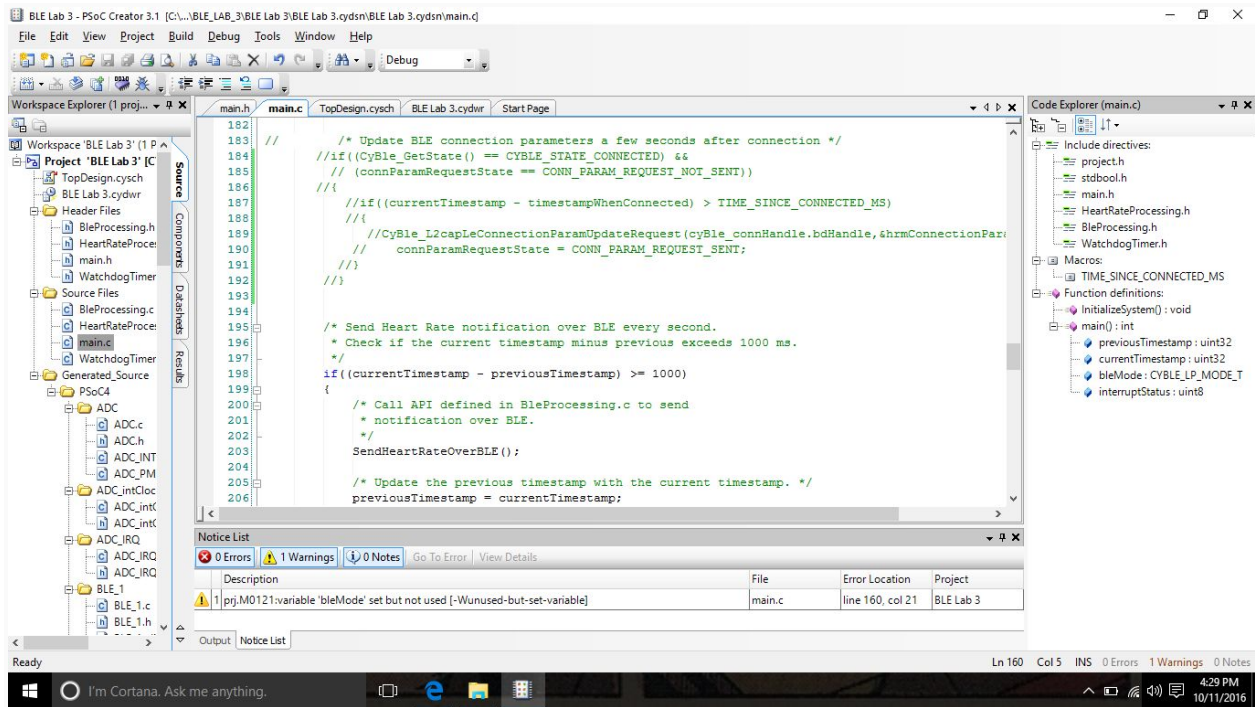 BLE Lab 3 - PSoC Creator 3.1 [C:\...\BLE_LAB_3\BLE Lab 3\BLE Lab 3.cydsn\BLE Lab 3.cydsn\main.c]
File Edit View Project Build Debug Tools Window Help
Debug
Workspace Explorer (1 proj...
Workspace 'BLE Lab 3' (1 P
Project 'BLE Lab 3' [C
TopDesign.cysch
BLE Lab 3.cydwr
Header Files
BleProcessing.h
HeartRateProce
main.h
WatchdogTimer
Source Files
BleProcessing.c
HeartRateProce
main.c
WatchdogTimer
Generated_Source
PSoC4
ADC
ADC.c
ADC.h
ADC_INT
ADC_PM
ADC_intCloc
ADC_intC
ADC_intC
ADC_IRQ
ADC_IRQ
ADC_IRQ
BLE_1
BLE_1.c
BLE_1.h
Source
Components
Datasheets
Results
main.h main.c TopDesign.cysch BLE Lab 3.cydwr Start Page
182
183 // /* Update BLE connection parameters a few seconds after connection */
184 //if((CyBle_GetState() == CYBLE_STATE_CONNECTED) &&
185 // (connParamRequestState == CONN_PARAM_REQUEST_NOT_SENT))
186 //{
187 //if((currentTimestamp - timestampWhenConnected) > TIME_SINCE_CONNECTED_MS)
188 //{
189 //CyBle_L2capLeConnectionParamUpdateRequest(cyBle_connHandle.bdHandle,&hrmConnectionPara
190 // connParamRequestState = CONN_PARAM_REQUEST_SENT;
191 //}
192 //}
193
194
195 /* Send Heart Rate notification over BLE every second.
196 * Check if the current timestamp minus previous exceeds 1000 ms.
197 */
198 if((currentTimestamp - previousTimestamp) >= 1000)
199 {
200 /* Call API defined in BleProcessing.c to send
201 * notification over BLE.
202 */
203 SendHeartRateOverBLE();
204
205 /* Update the previous timestamp with the current timestamp. */
206 previousTimestamp = currentTimestamp;
Code Explorer (main.c)
Include directives:
project.h
stdbool.h
main.h
HeartRateProcessing.h
BleProcessing.h
WatchdogTimer.h
Macros:
TIME_SINCE_CONNECTED_MS
Function definitions:
InitializeSystem() : void
main() : int
previousTimestamp : uint32
currentTimestamp : uint32
bleMode : CYBLE_LP_MODE_T
interruptStatus : uint8
Notice List
0 Errors 1 Warnings 0 Notes Go To Error View Details
Description File Error Location Project
1 prj.M0121:variable 'bleMode' set but not used [-Wunused-but-set-variable] main.c line 160, col 21 BLE Lab 3
Output Notice List
Ready Ln 160 Col 5 INS 0 Errors 1 Warnings 0 Notes
I'm Cortana. Ask me anything.
4:29 PM
10/11/2016